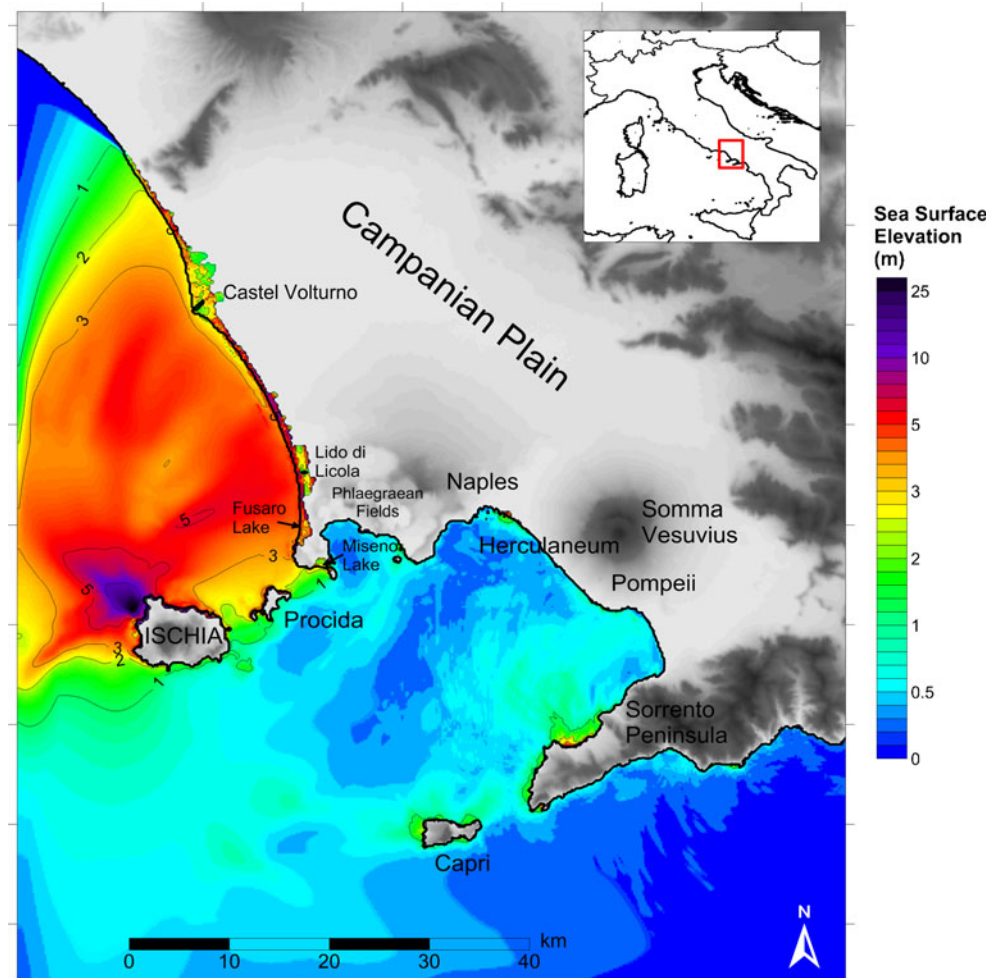 1
2
3
Castel Volturno
Campanian Plain
Lido di
Licola
Phlaegraean
Fields
Fusaro
Lake
Miseno
Lake
Naples
Herculaneum
Somma
Vesuvius
Pompeii
5
3
1
5
ISCHIA
3
2
1
Procida
Sorrento
Peninsula
Capri
km
0
10
20
30
40
N
Sea Surface
Elevation
(m)
25
10
5
2
1
0.5
0